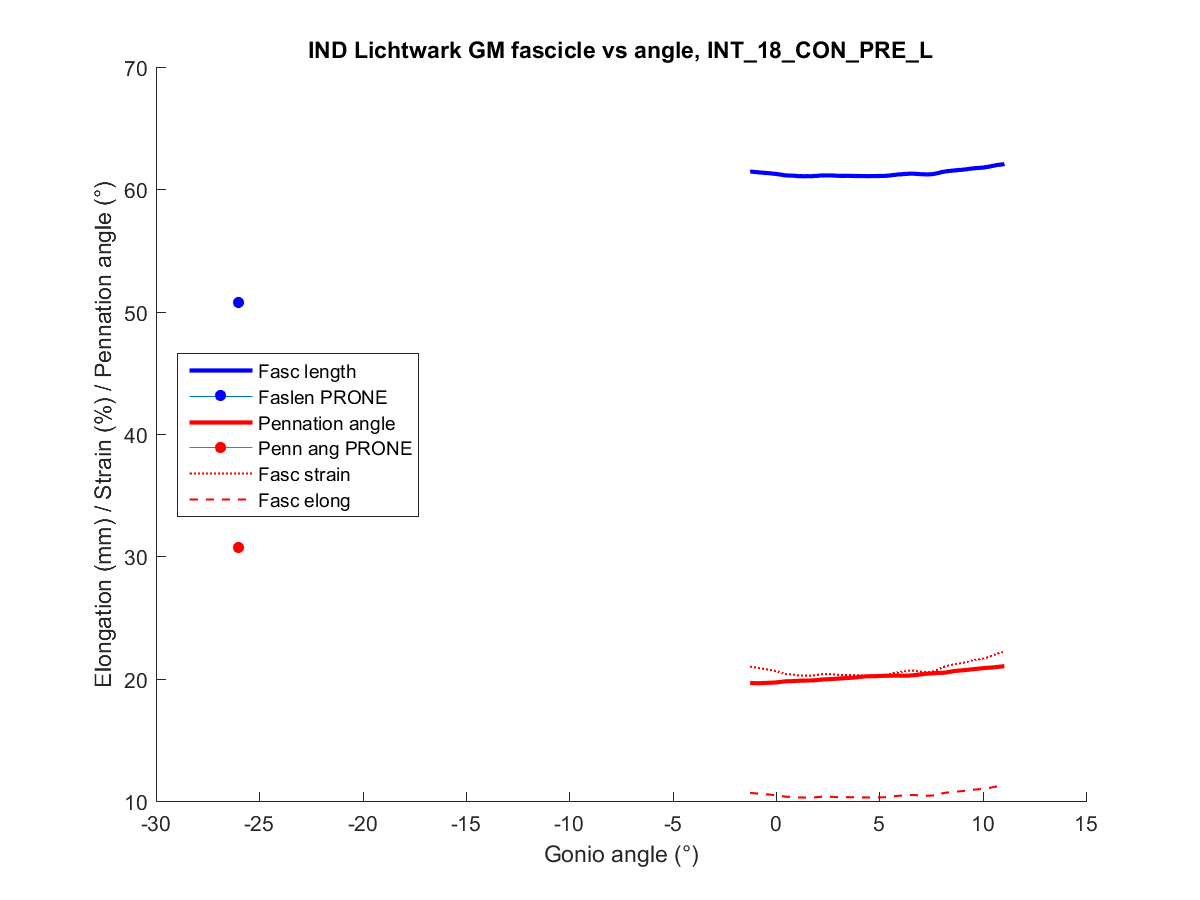 IND Lichtwark GM fascicle vs angle, INT_18_CON_PRE_L
70
60
50
40
30
20
10
Elongation (mm) / Strain (%) / Pennation angle (°)
Fasc length
Faslen PRONE
Pennation angle
Penn ang PRONE
Fasc strain
Fasc elong
-30 -25 -20 -15 -10 -5 0 5 10 15
Gonio angle (°)